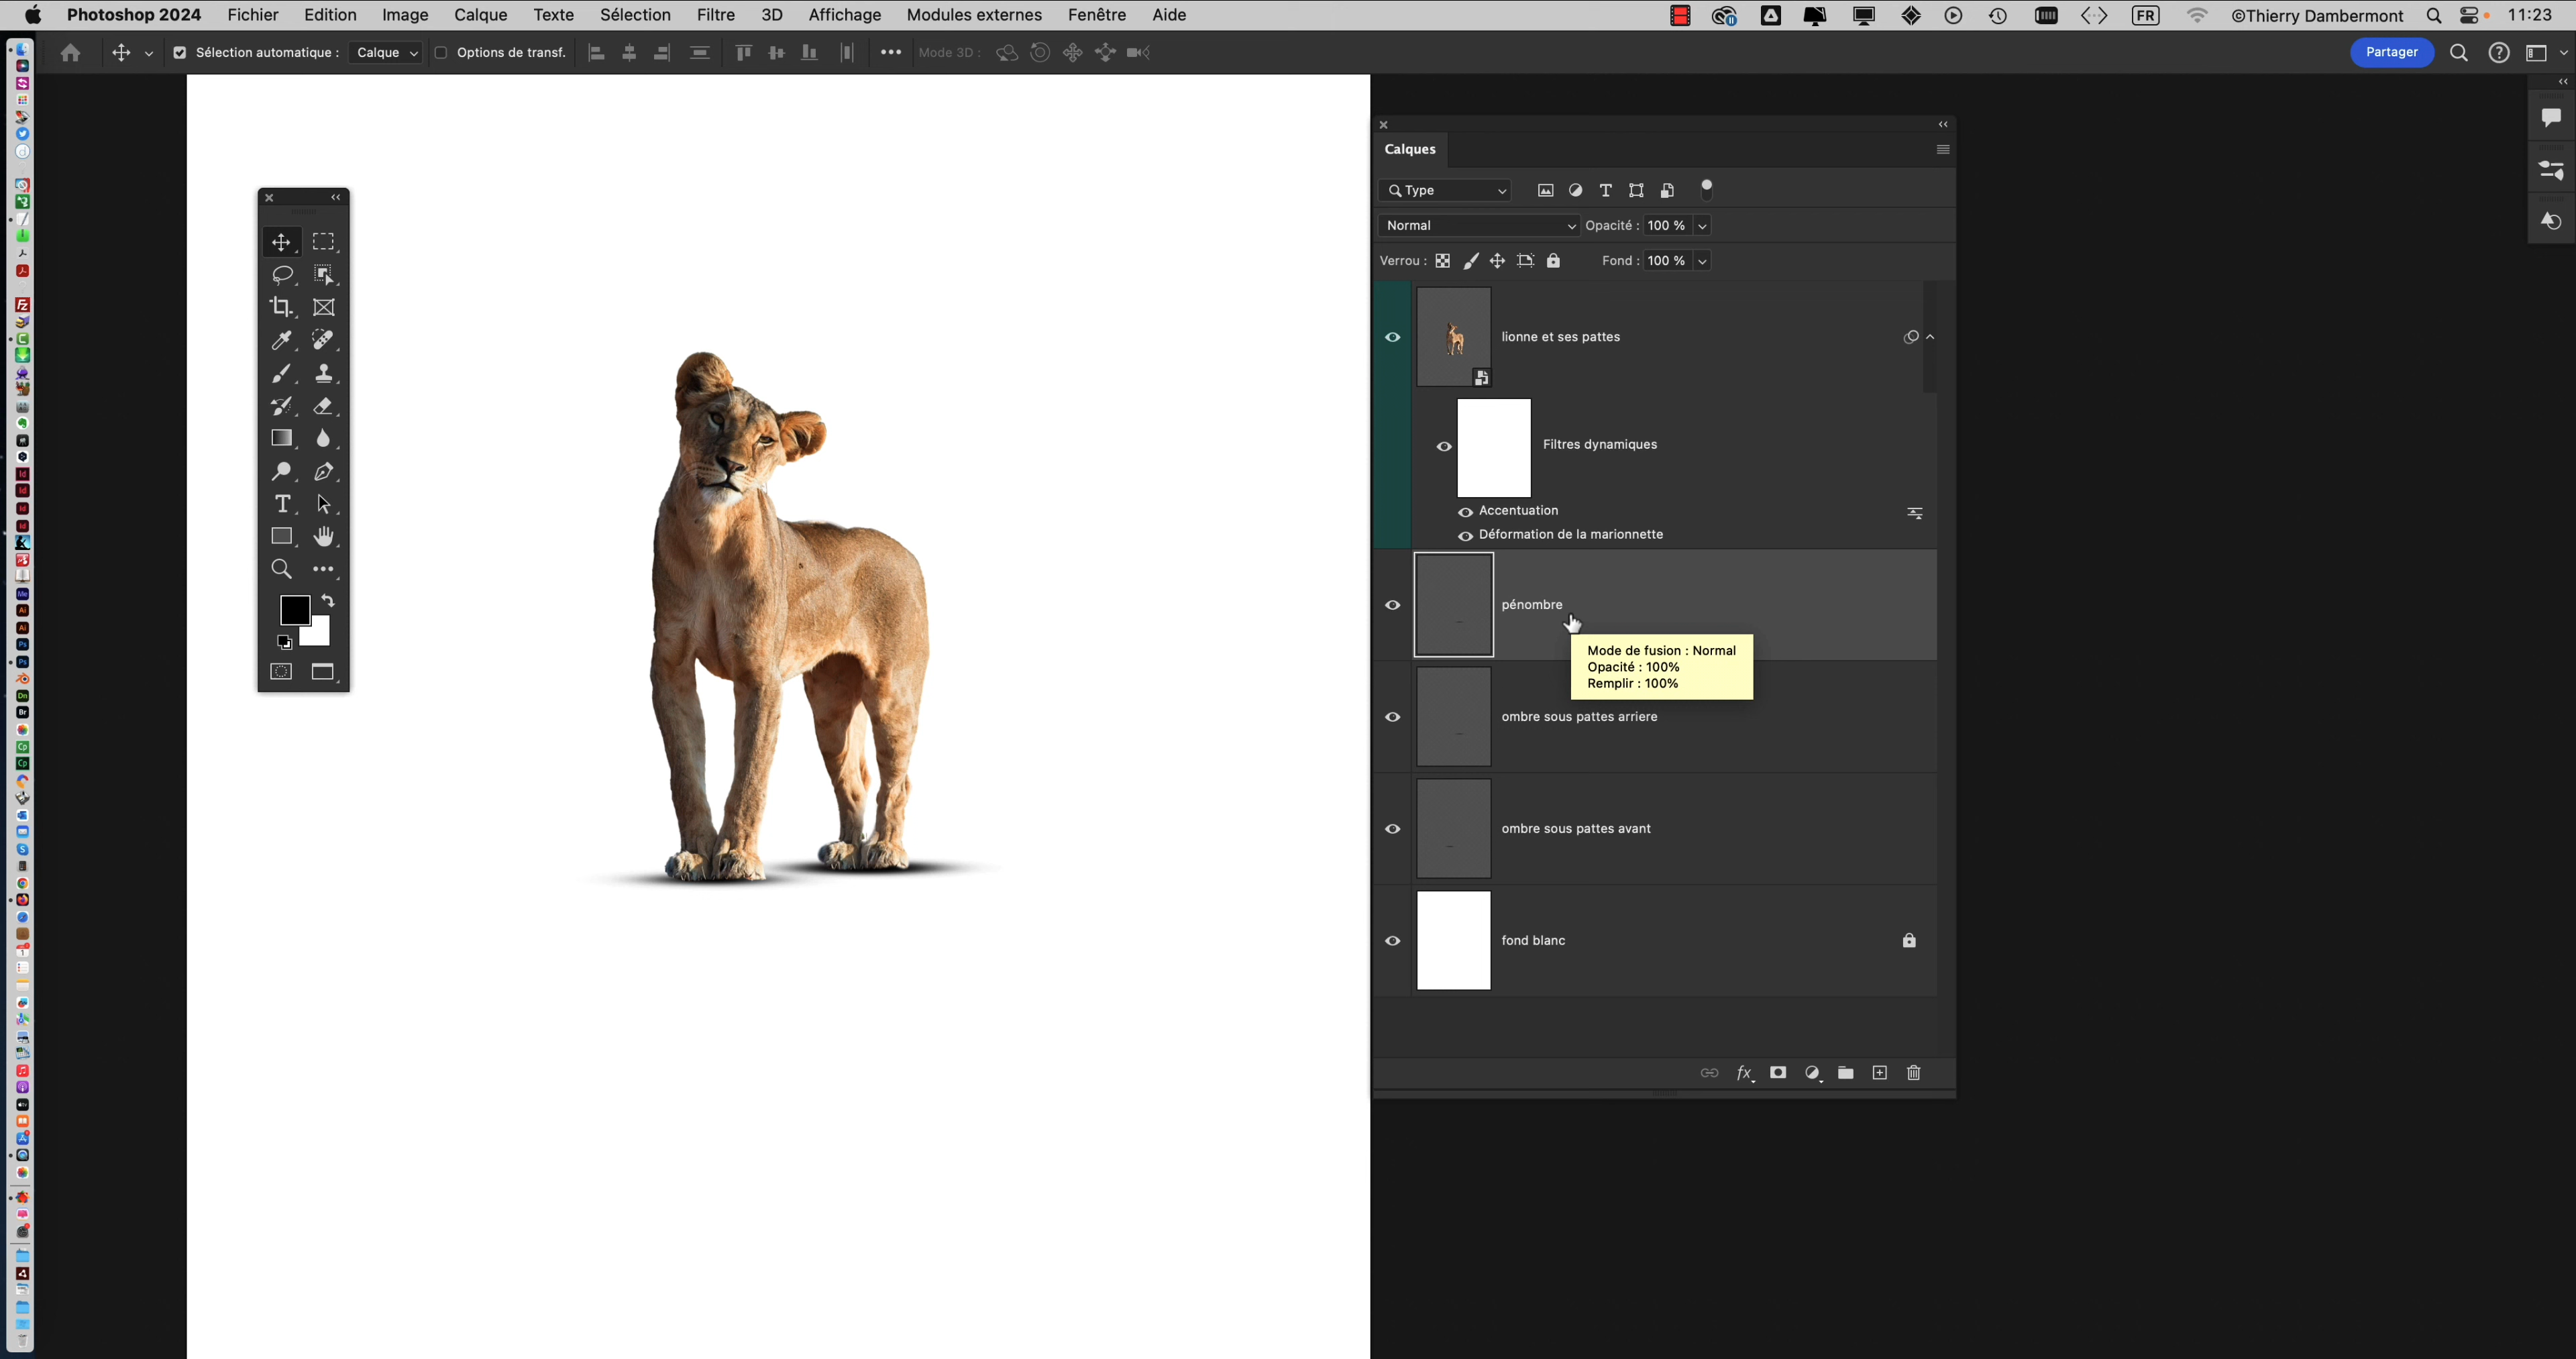 Photoshop 2024 Fichier Edition Image Calque Texte Sélection Filtre 3D Affichage Modules externes Fenêtre Aide FR ©Thierry Dambermont 11:23
Sélection automatique : Calque Options de transf. Mode 3D : Partager
Calques
Type
Normal Opacité : 100 %
Verrou : Fond : 100 %
lionne et ses pattes
Filtres dynamiques
Accentuation
Déformation de la marionnette
pénombre
Mode de fusion : Normal
Opacité : 100%
Remplir : 100%
ombre sous pattes arriere
ombre sous pattes avant
fond blanc
fx